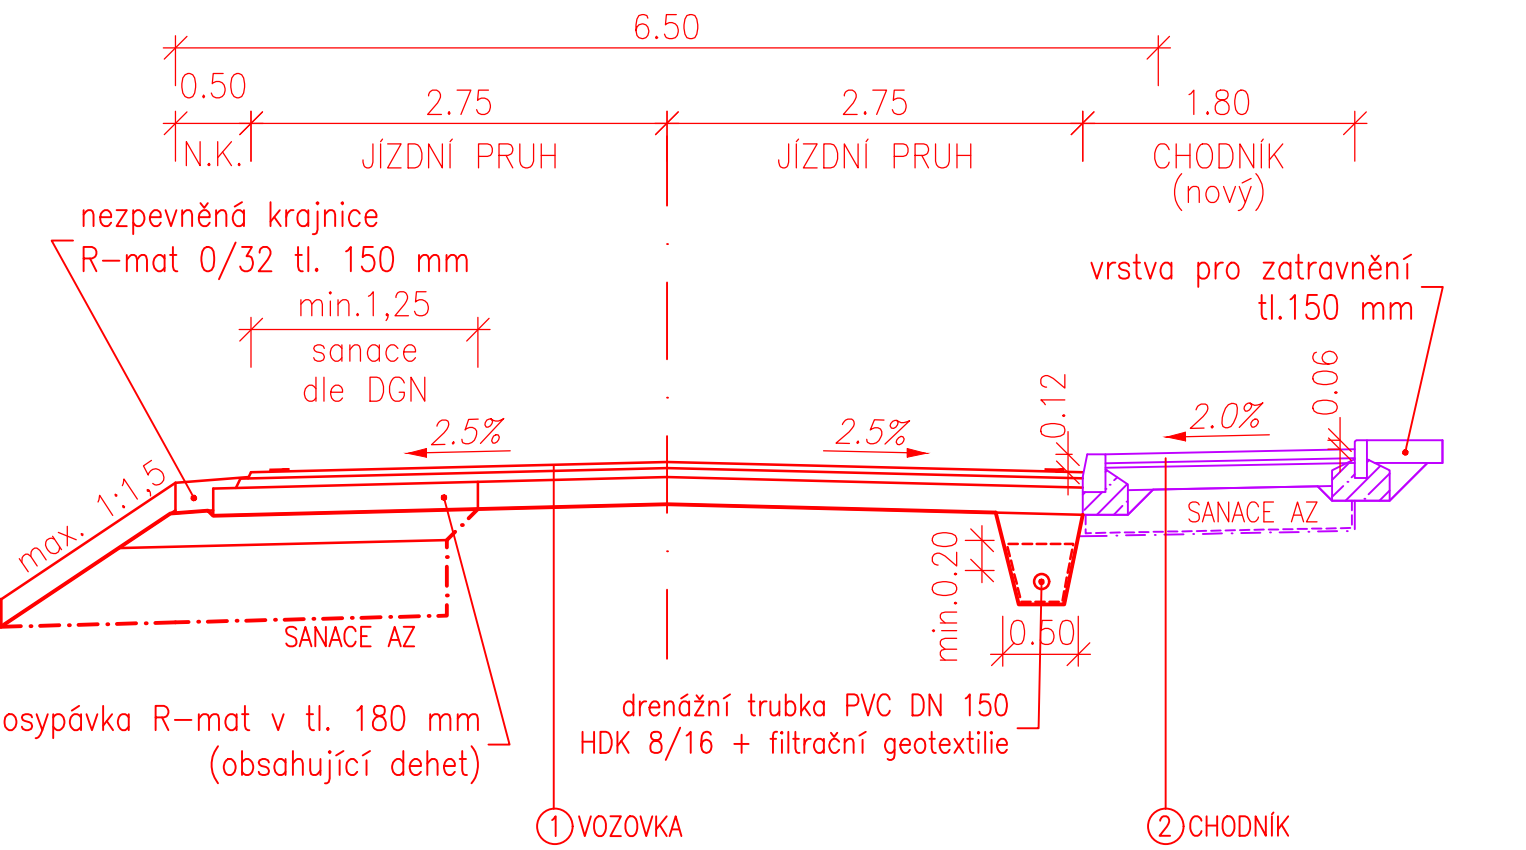 6.50
0.50
2.75
2.75
1.80
N.K.
JÍZDNÍ PRUH
JÍZDNÍ PRUH
CHODNÍK
(nový)
nezpevněná krajnice
R-mat 0/32 tl. 150 mm
vrstva pro zatravnění
tl.150 mm
min.1,25
sanace
dle DGN
0.12
0.06
2.5%
2.5%
2.0%
max. 1:1,5
SANACE AZ
min.0.20
0.50
SANACE AZ
osypávka R-mat v tl. 180 mm
(obsahující dehet)
drenážní trubka PVC DN 150
HDK 8/16 + filtrační geotextilie
1 VOZOVKA
2 CHODNÍK